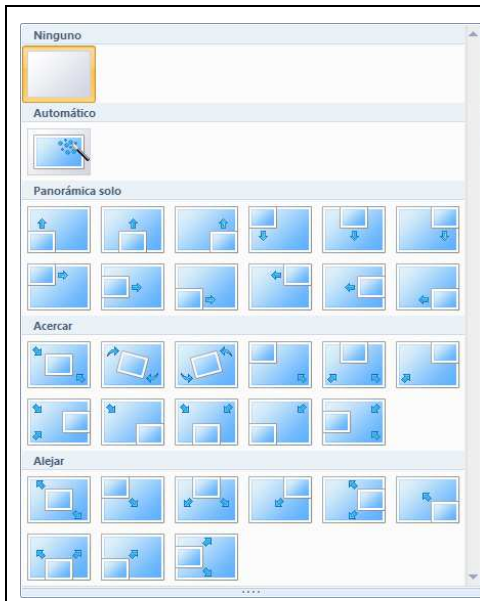 Ninguno
Automático
Panorámica solo
Acercar
Alejar